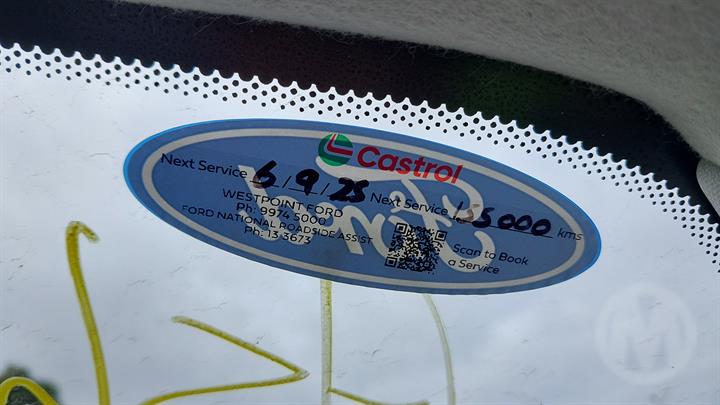 Castrol
Next Service 6/9/25 Next Service 155000 kms
WESTPOINT FORD
Ph: 9974 5000
FORD NATIONAL ROADSIDE ASSIST
Ph: 13 3673
Scan to Book
a Service
M